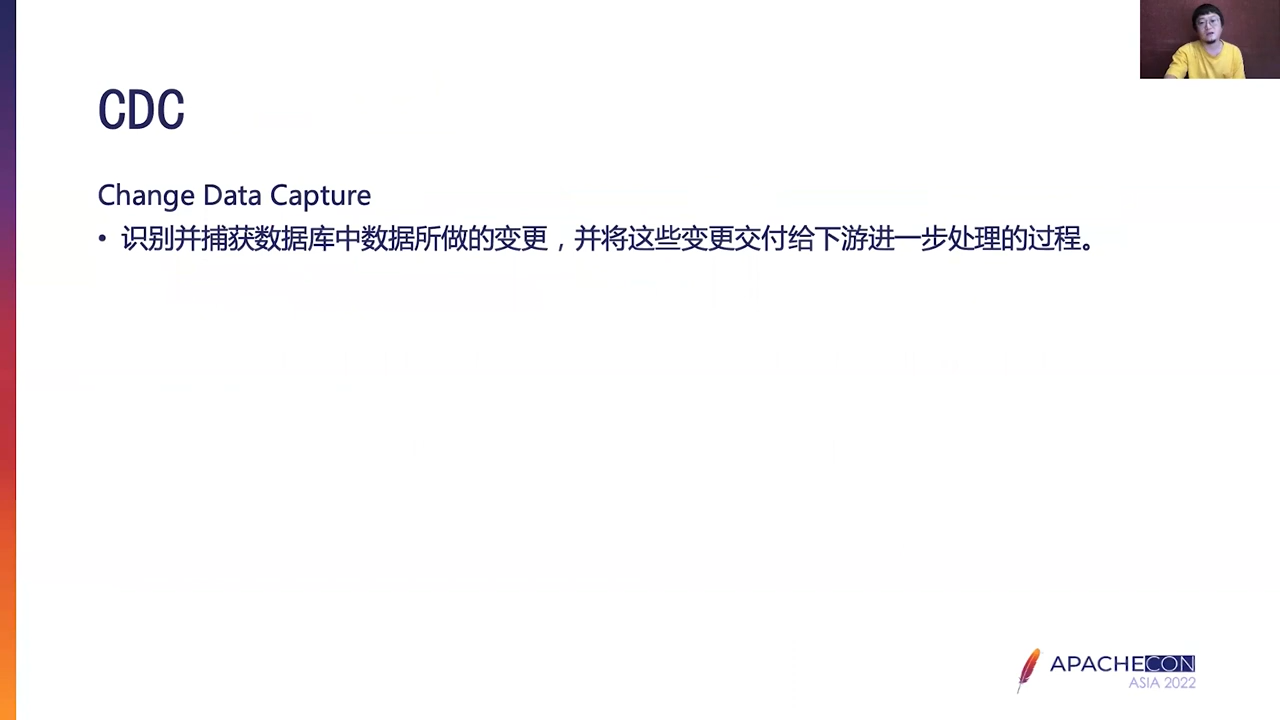 CDC
Change Data Capture
• 识别并捕获数据库中数据所做的变更，并将这些变更交付给下游进一步处理的过程。
APACHECON
ASIA 2022